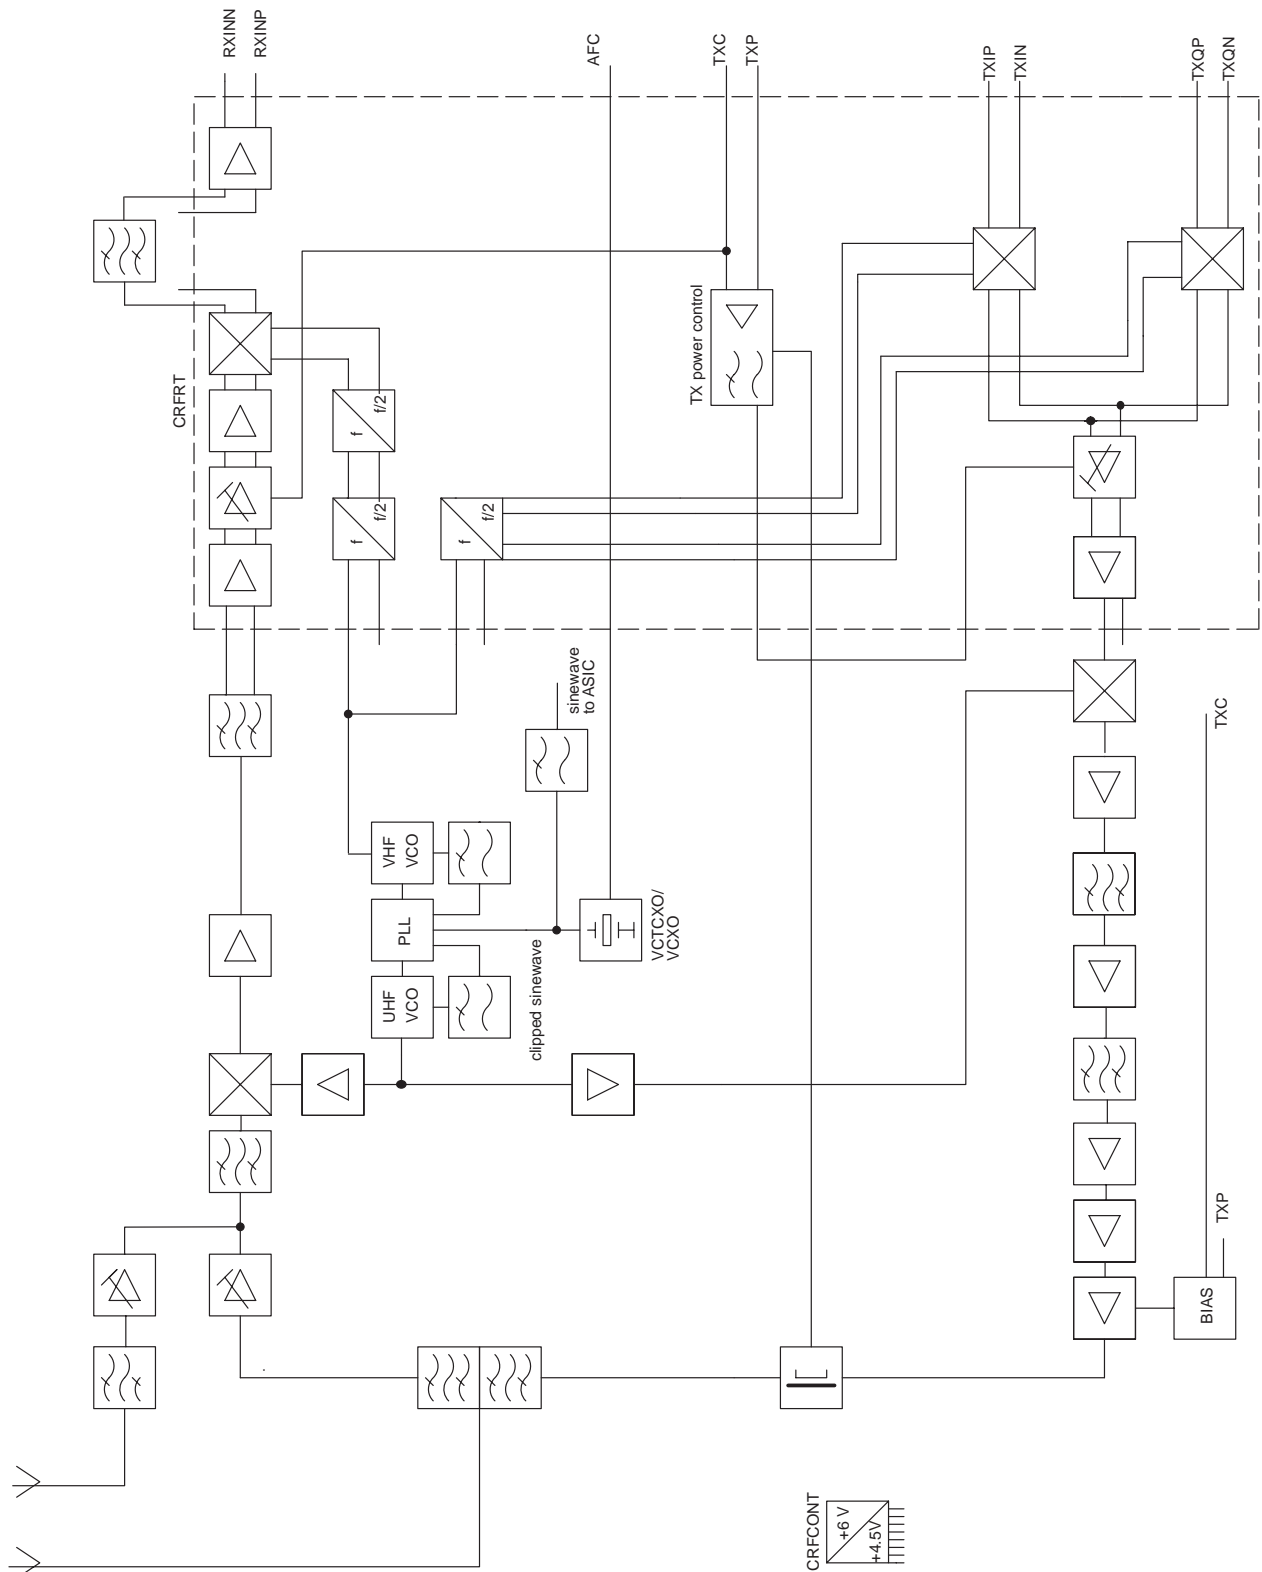 RXINN
RXINP
AFC
TXC
TXP
TXIP
TXIN
TXQP
TXQN
CRFRT
TX power control
f
f/2
f
f/2
f
f/2
sinewave
to ASIC
VHF
VCO
PLL
UHF
VCO
clipped sinewave
VCTCXO/
VCXO
TXC
TXP
BIAS
CRFCONT
+6 V
+4.5V